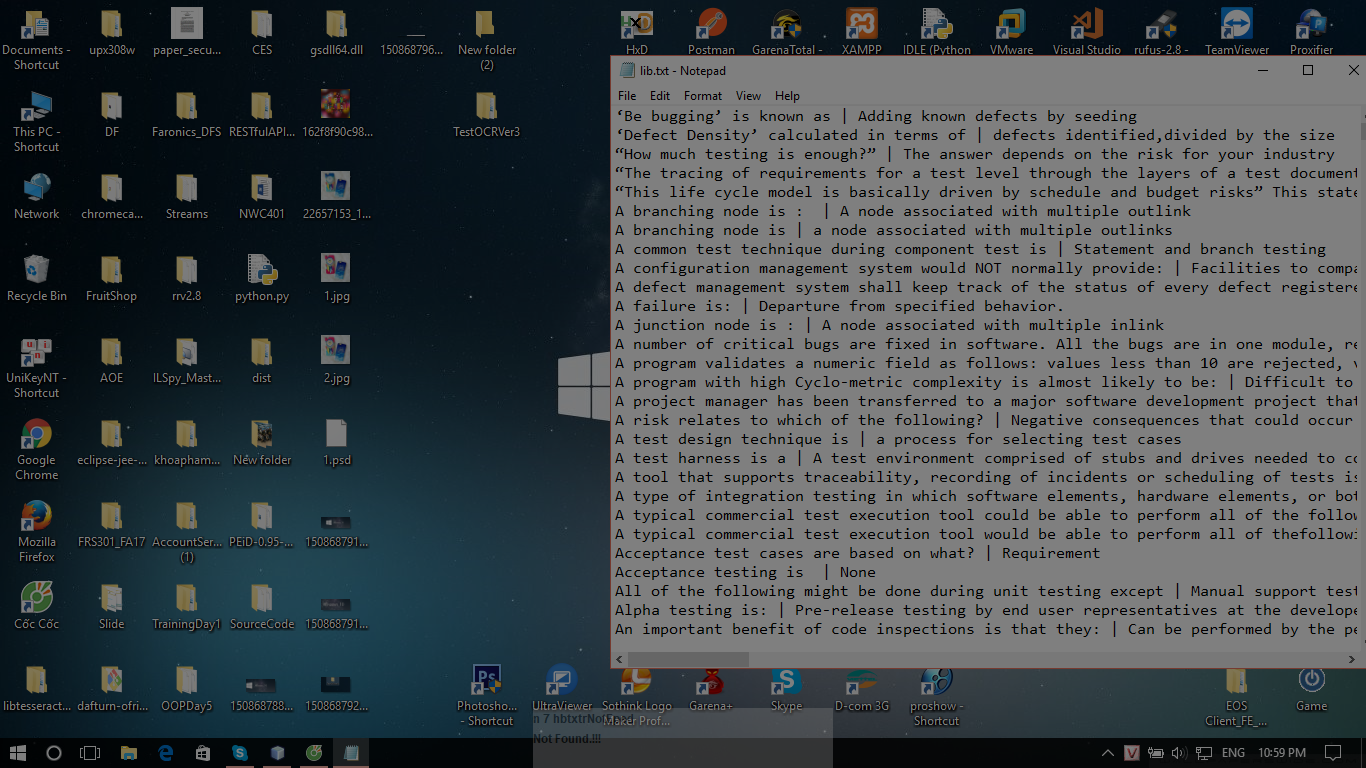 Documents - Shortcut
upx308w
paper_secu...
CES
gsdll64.dll
150868796...
New folder (2)
HxD
Postman
GarenaTotal -
XAMPP
IDLE (Python
VMware
Visual Studio
rufus-2.8 -
TeamViewer
Proxifier
This PC - Shortcut
DF
Faronics_DFS
RESTfulAPI...
162f8f90c98...
TestOCRVer3
Network
chromeca...
Streams
NWC401
22657153_1...
Recycle Bin
FruitShop
rrv2.8
python.py
1.jpg
UniKeyNT - Shortcut
AOE
ILSpy_Mast...
dist
2.jpg
Google Chrome
eclipse-jee-...
khoapham...
New folder
1.psd
Mozilla Firefox
FRS301_FA17
AccountSer... (1)
PEiD-0.95-...
150868791...
Cốc Cốc
Slide
TrainingDay1
SourceCode
150868791...
libtesseract...
dafturn-ofri...
OOPDay5
150868788...
150868792...
Photosho... - Shortcut
UltraViewer
Sothink Logo Maker Prof...
Garena+
Skype
D-com 3G
proshow - Shortcut
EOS Client_FE_...
Game
lib.txt - Notepad
File Edit Format View Help
‘Be bugging’ is known as | Adding known defects by seeding
‘Defect Density’ calculated in terms of | defects identified,divided by the size
“How much testing is enough?” | The answer depends on the risk for your industry
“The tracing of requirements for a test level through the layers of a test document
“This life cycle model is basically driven by schedule and budget risks” This state
A branching node is :  | A node associated with multiple outlink
A branching node is | a node associated with multiple outlinks
A common test technique during component test is | Statement and branch testing
A configuration management system would NOT normally provide: | Facilities to compa
A defect management system shall keep track of the status of every defect registere
A failure is: | Departure from specified behavior.
A junction node is : | A node associated with multiple inlink
A number of critical bugs are fixed in software. All the bugs are in one module, re
A program validates a numeric field as follows: values less than 10 are rejected, v
A program with high Cyclo-metric complexity is almost likely to be: | Difficult to
A project manager has been transferred to a major software development project that
A risk relates to which of the following? | Negative consequences that could occur
A test design technique is | a process for selecting test cases
A test harness is a | A test environment comprised of stubs and drives needed to co
A tool that supports traceability, recording of incidents or scheduling of tests is
A type of integration testing in which software elements, hardware elements, or bot
A typical commercial test execution tool could be able to perform all of the follow
A typical commercial test execution tool would be able to perform all of thefollowi
Acceptance test cases are based on what? | Requirement
Acceptance testing is  | None
All of the following might be done during unit testing except | Manual support test
Alpha testing is: | Pre-release testing by end user representatives at the develope
An important benefit of code inspections is that they: | Can be performed by the pe
Not Found.!!!
ENG 10:59 PM